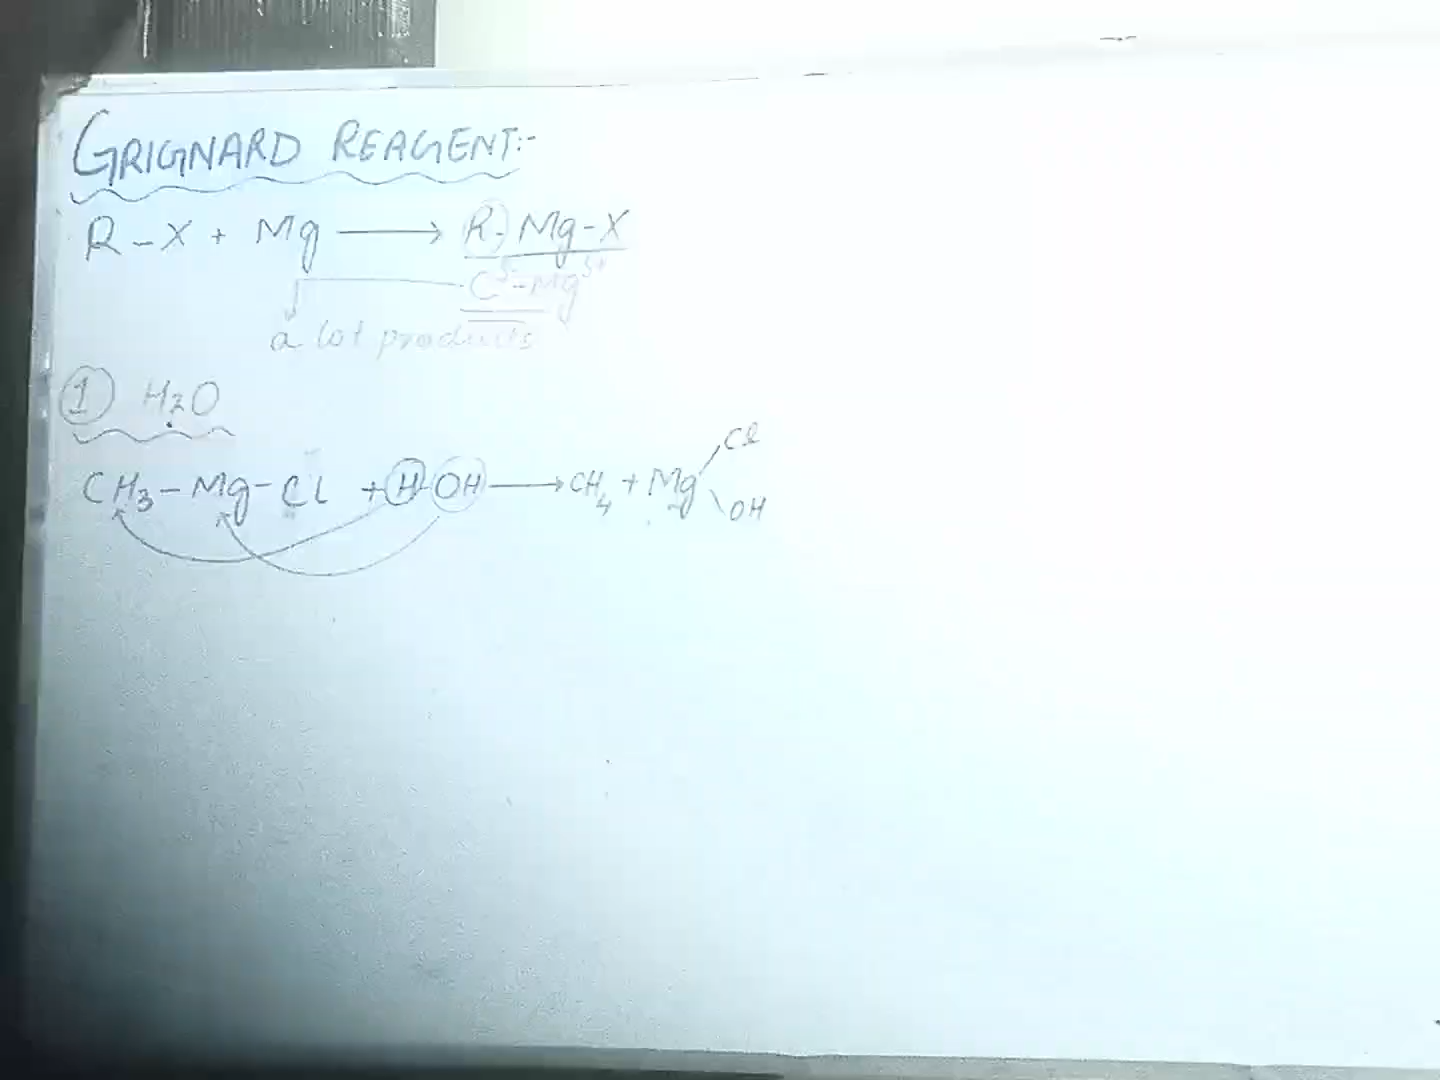 GRIGNARD REAGENT:-
R-X + Mg ⟶ R-Mg-X
C^δ- - Mg^δ+
a lot products
① H₂O
CH₃-Mg-Cl + H-OH ⟶ CH₄ + Mg
Cl
OH